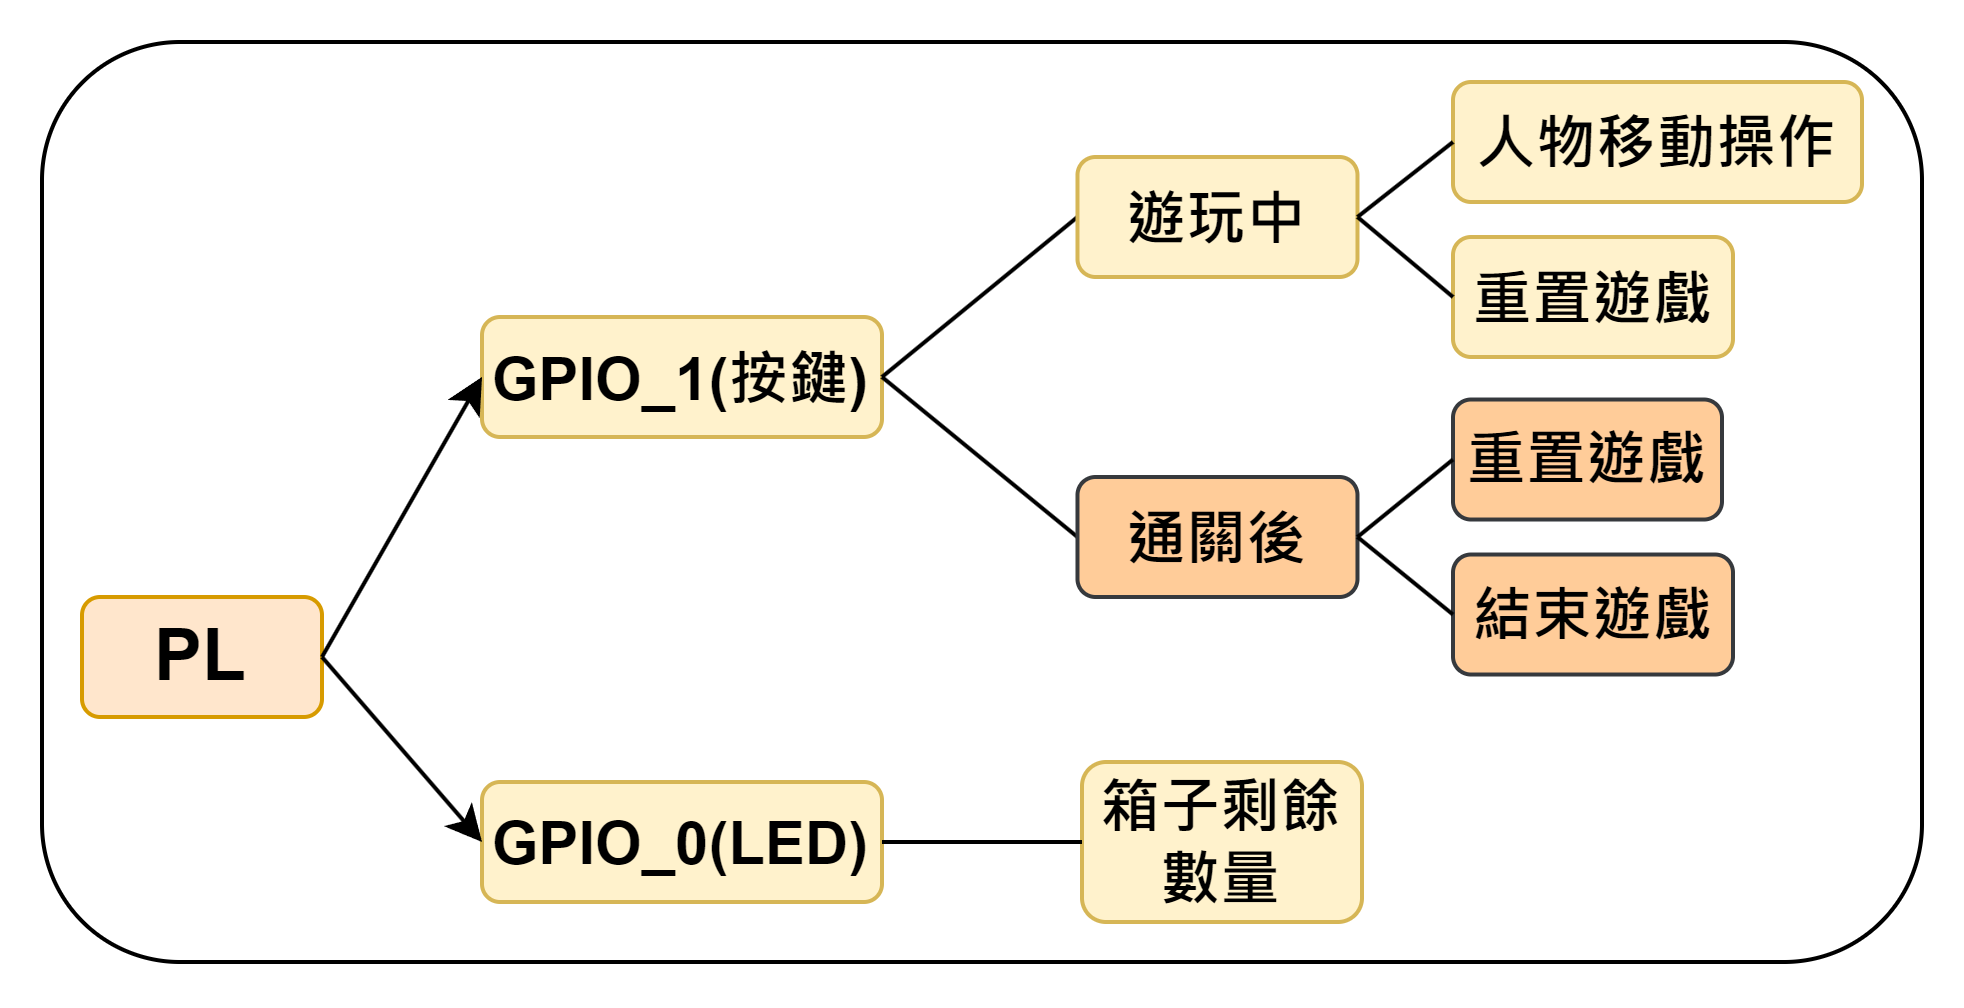 PL
GPIO_1(按鍵)
遊玩中
人物移動操作
重置遊戲
通關後
重置遊戲
結束遊戲
GPIO_0(LED)
箱子剩餘
數量